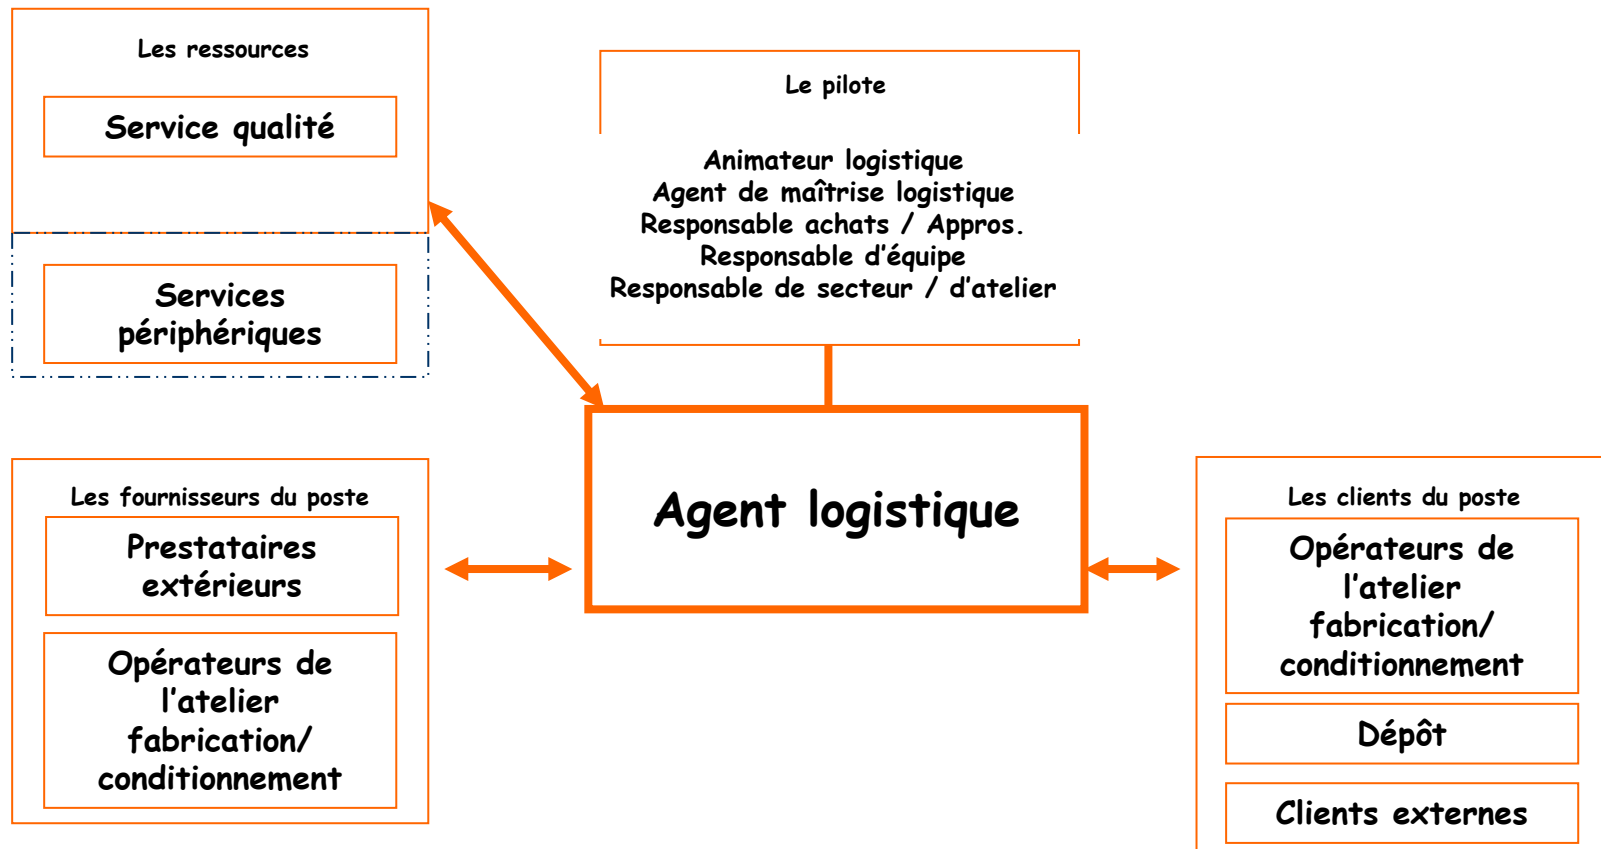 Les ressources
Service qualité
Services
périphériques
Le pilote
Animateur logistique
Agent de maîtrise logistique
Responsable achats / Appros.
Responsable d’équipe
Responsable de secteur / d’atelier
Agent logistique
Les fournisseurs du poste
Prestataires
extérieurs
Opérateurs de
l’atelier
fabrication/
conditionnement
Les clients du poste
Opérateurs de
l’atelier
fabrication/
conditionnement
Dépôt
Clients externes